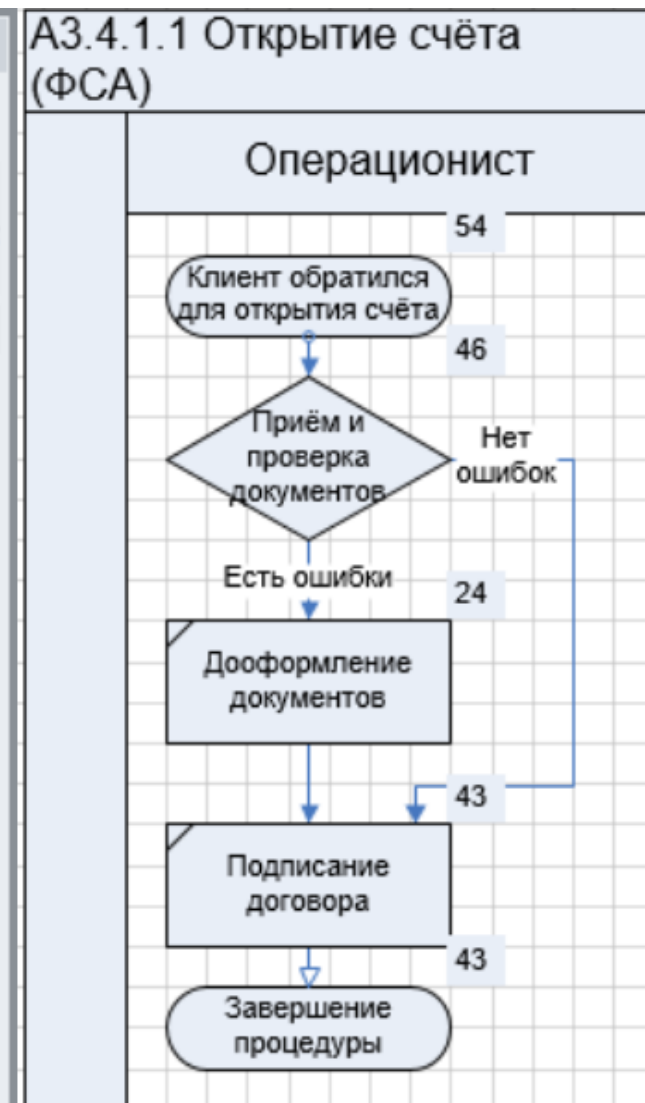 А3.4.1.1 Открытие счёта
(ФСА)
Операционист
54
Клиент обратился
для открытия счёта
46
Приём и
проверка
документов
Нет
ошибок
Есть ошибки
24
Дооформление
документов
43
Подписание
договора
43
Завершение
процедуры